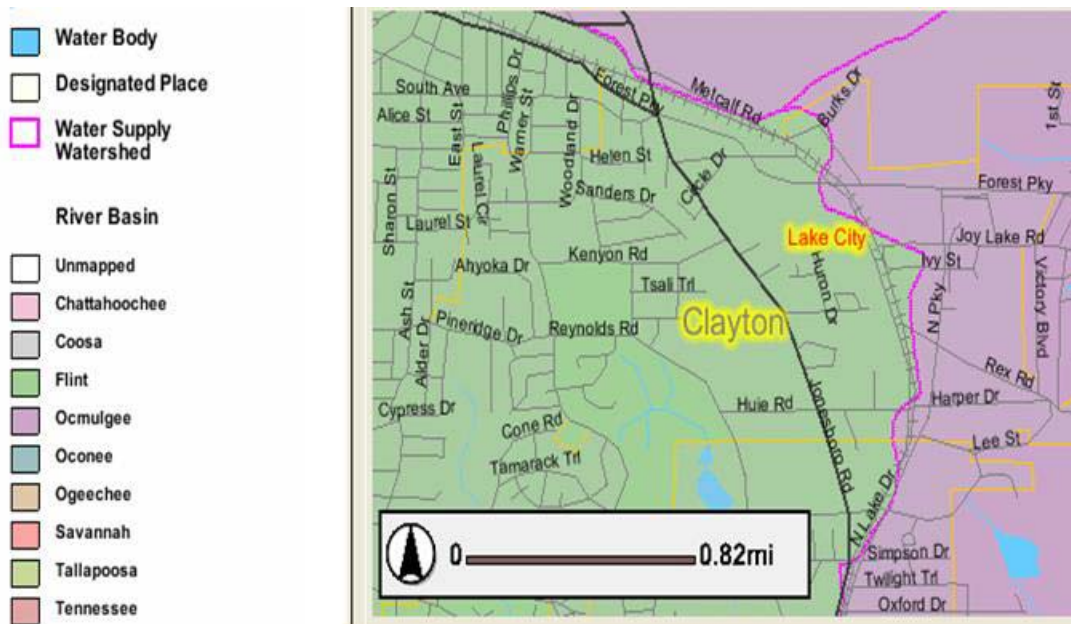 Water Body
Designated Place
Water Supply
Watershed
River Basin
Unmapped
Chattahoochee
Coosa
Flint
Ocmulgee
Oconee
Ogeechee
Savannah
Tallapoosa
Tennessee
Forest Pky
Metcalf Rd
Burks Dr
1st St
South Ave
Phillips Dr
Alice St
East St
Warner St
Woodland Dr
Helen St
Circle Dr
Forest Pky
Sanders Dr
Sharon St
Laurel Cir
Laurel St
Lake City
Joy Lake Rd
Kenyon Rd
Ivy St
Ahyoka Dr
Huron Dr
Tsali Trl
Victory Blvd
Ash St
N Pky
Clayton
Pineridge Dr
Reynolds Rd
Alder Dr
Rex Rd
Jonesboro Rd
Harper Dr
Cypress Dr
Huie Rd
Cone Rd
Lee St
Tamarack Trl
N Lake Dr
0
0.82mi
Simpson Dr
Twilight Trl
Oxford Dr